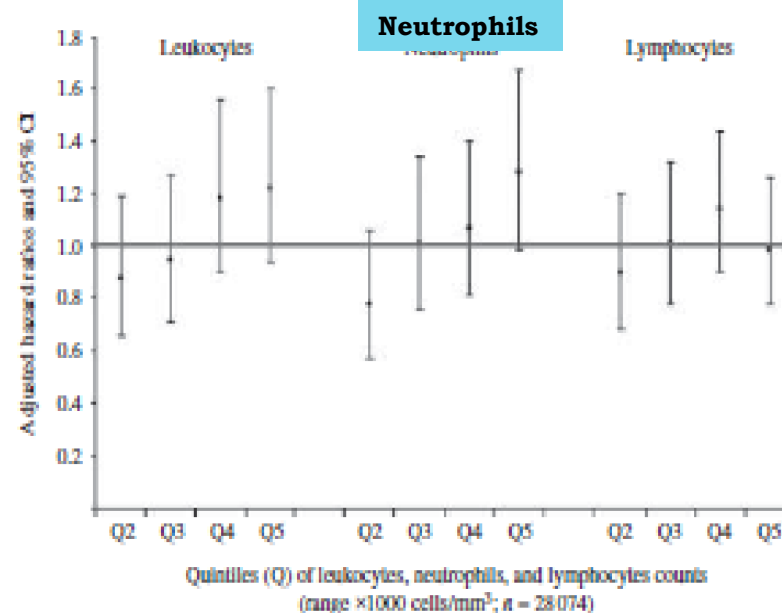 Neutrophils
Leukocytes
Lymphocytes
1.8
1.6
1.4
1.2
1.0
0.8
0.6
0.4
0.2
Adjusted hazard ratios and 95% CI
Q2 Q3 Q4 Q5 Q2 Q3 Q4 Q5 Q2 Q3 Q4 Q5
Quintiles (Q) of leukocytes, neutrophils, and lymphocytes counts
(range ×1000 cells/mm³; n = 28074)